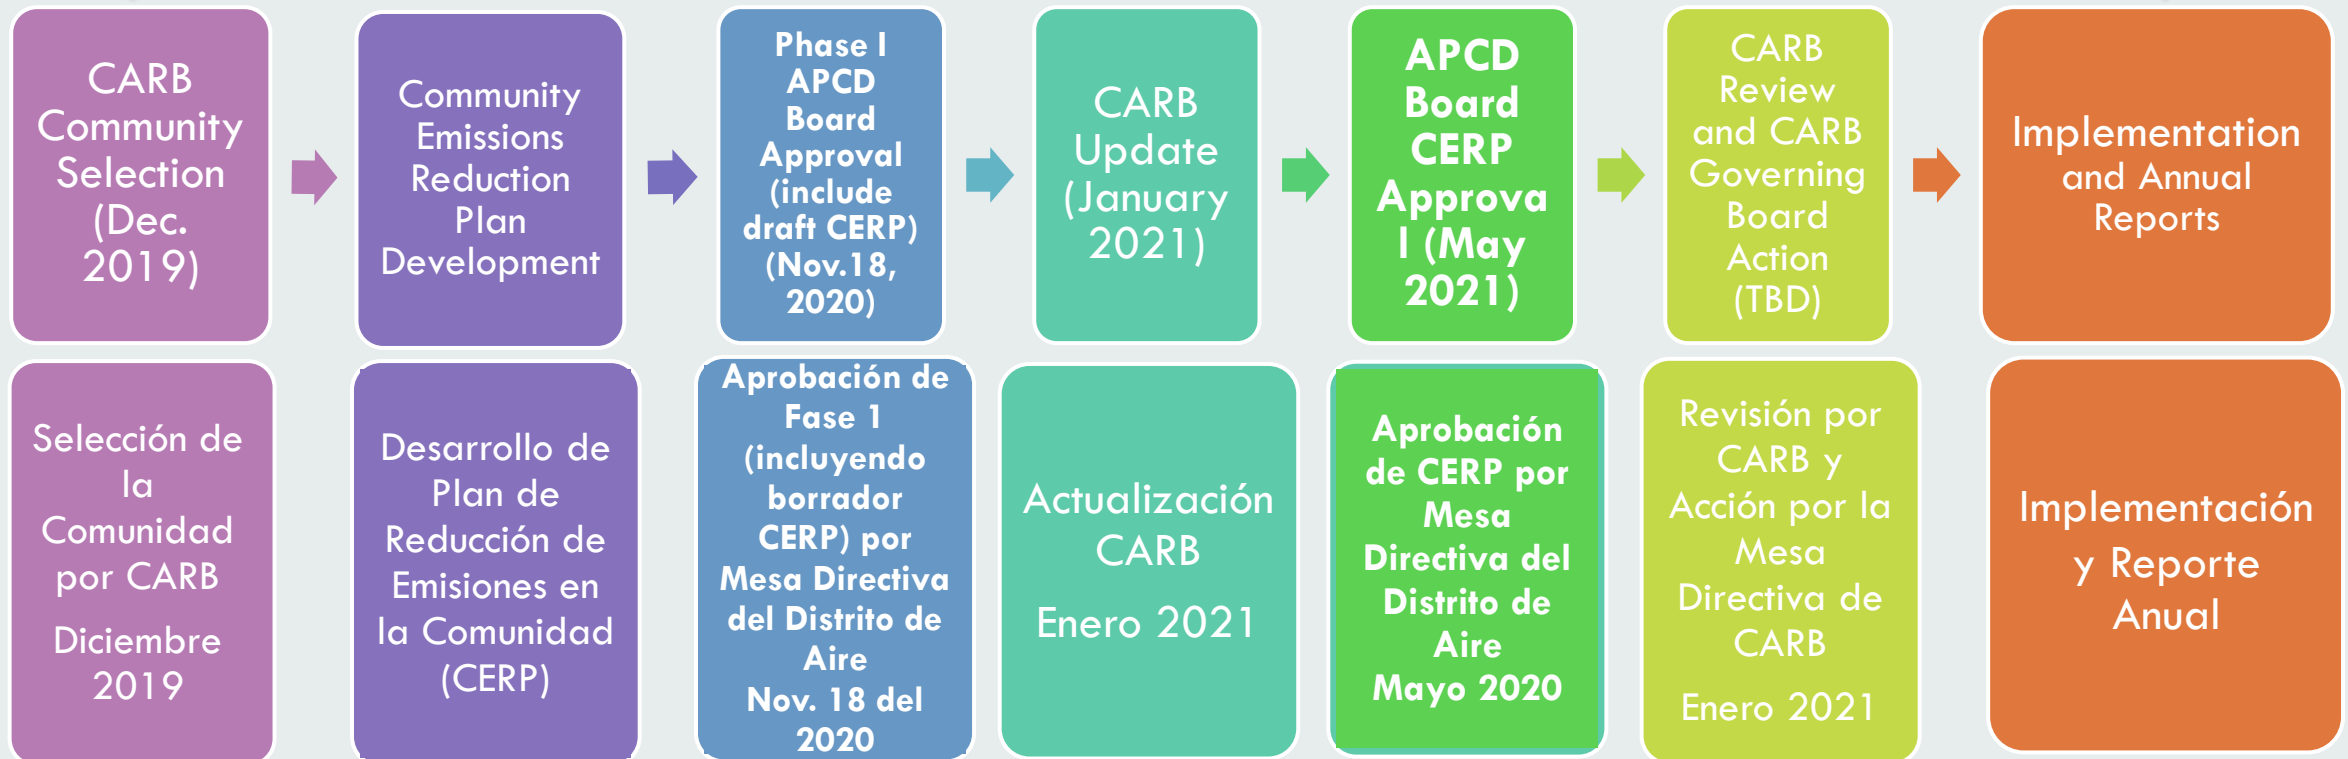 CARB
Community
Selection
(Dec.
2019)
Community
Emissions
Reduction
Plan
Development
Phase I
APCD
Board
Approval
(include
draft CERP)
(Nov.18,
2020)
CARB
Update
(January
2021)
APCD
Board
CERP
Approva
l (May
2021)
CARB
Review
and CARB
Governing
Board
Action
(TBD)
Implementation
and Annual
Reports
Selección de
la
Comunidad
por CARB
Diciembre
2019
Desarrollo de
Plan de
Reducción de
Emisiones en
la Comunidad
(CERP)
Aprobación de
Fase 1
(incluyendo
borrador
CERP) por
Mesa Directiva
del Distrito de
Aire
Nov. 18 del
2020
Actualización
CARB
Enero 2021
Aprobación
de CERP por
Mesa
Directiva del
Distrito de
Aire
Mayo 2020
Revisión por
CARB y
Acción por la
Mesa
Directiva de
CARB
Enero 2021
Implementación
y Reporte
Anual